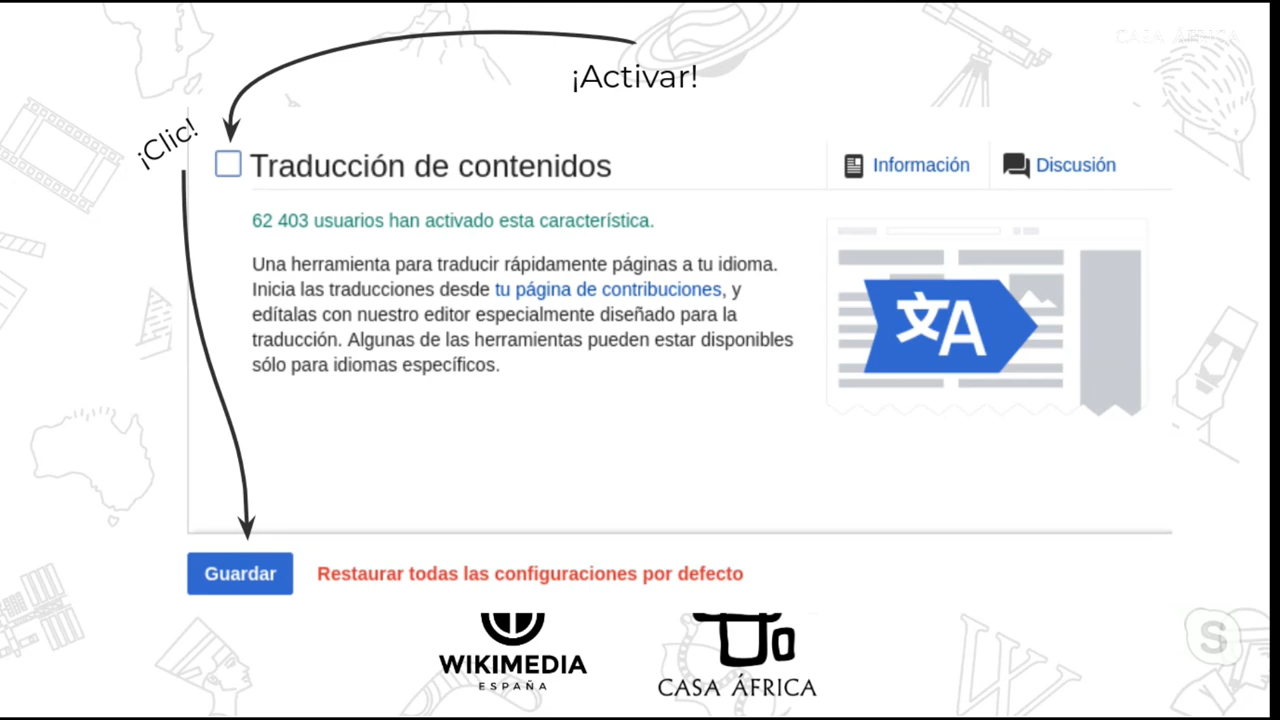 CASA ÁFRICA
¡Activar!
¡Clic!
Traducción de contenidos
Información
Discusión
62 403 usuarios han activado esta característica.
Una herramienta para traducir rápidamente páginas a tu idioma.
Inicia las traducciones desde tu página de contribuciones, y
edítalas con nuestro editor especialmente diseñado para la
traducción. Algunas de las herramientas pueden estar disponibles
sólo para idiomas específicos.
文A
Guardar
Restaurar todas las configuraciones por defecto
WIKIMEDIA
ESPAÑA
CASA ÁFRICA
W
S